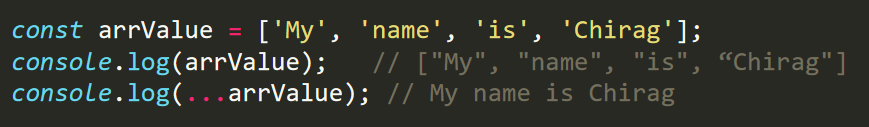 const arrValue = ['My', 'name', 'is', 'Chirag'];
console.log(arrValue);   // ["My", "name", "is", “Chirag"]
console.log(...arrValue); // My name is Chirag